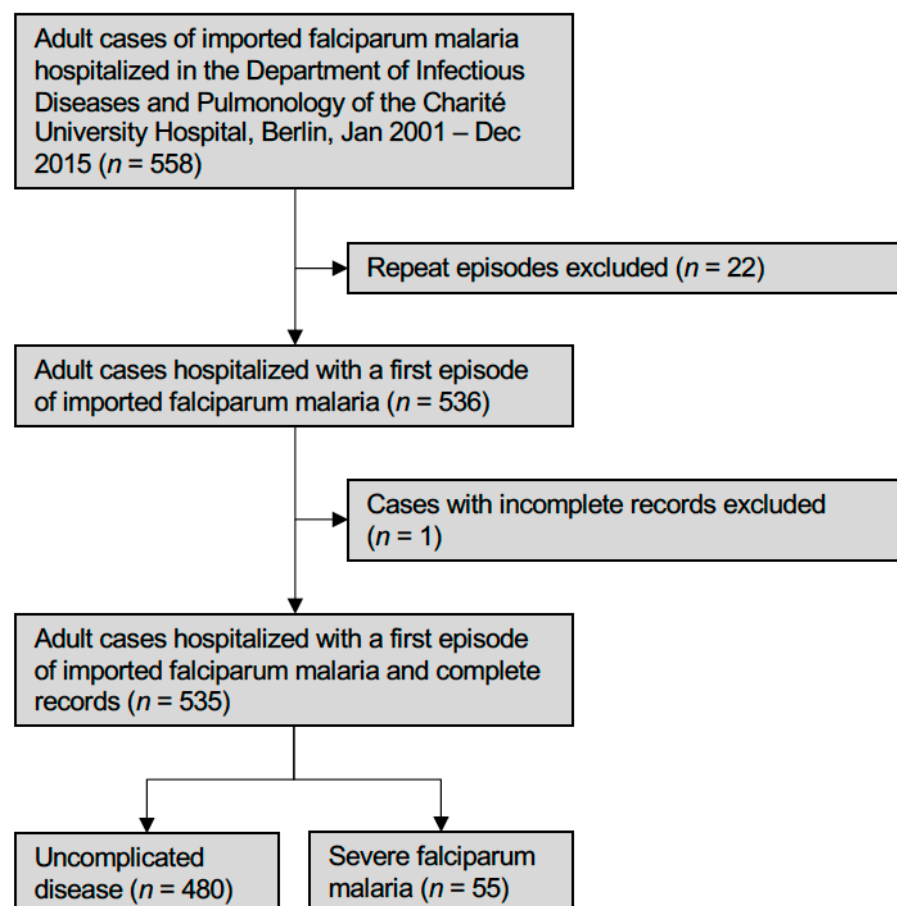 Adult cases of imported falciparum malaria
hospitalized in the Department of Infectious
Diseases and Pulmonology of the Charité
University Hospital, Berlin, Jan 2001 – Dec
2015 (n = 558)
Repeat episodes excluded (n = 22)
Adult cases hospitalized with a first episode
of imported falciparum malaria (n = 536)
Cases with incomplete records excluded
(n = 1)
Adult cases hospitalized with a first episode
of imported falciparum malaria and complete
records (n = 535)
Uncomplicated
disease (n = 480)
Severe falciparum
malaria (n = 55)